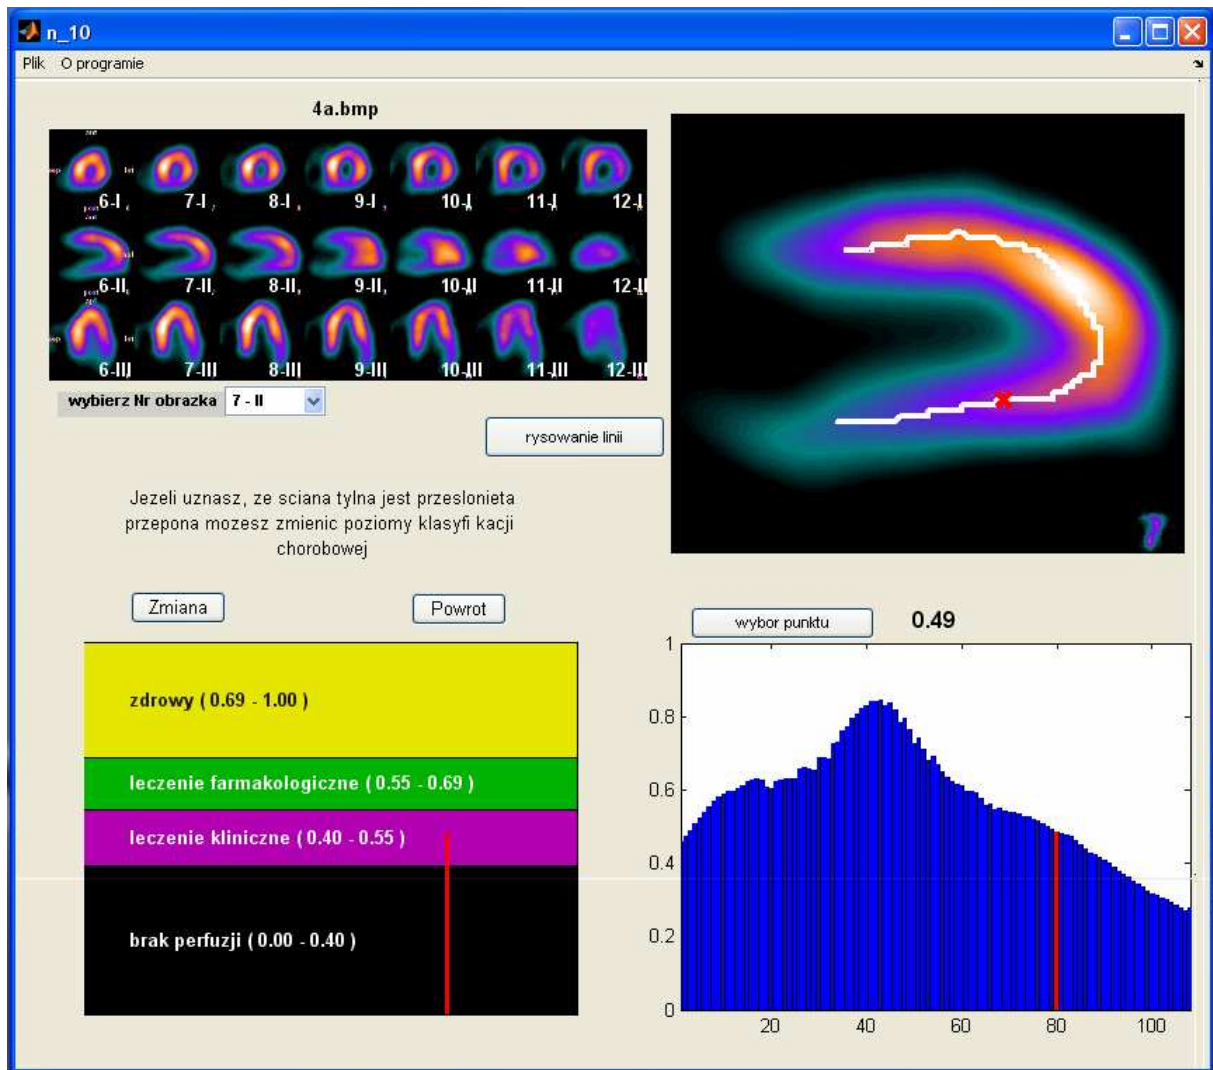 n_10
Plik O programie
4a.bmp
6-I 7-I 8-I 9-I 10-I 11-I 12-I
6-II 7-II 8-II 9-II 10-II 11-II 12-II
6-III 7-III 8-III 9-III 10-III 11-III 12-III
wybierz Nr obrazka 7 - II
rysowanie linii
Jezeli uznasz, ze sciana tylna jest przeslonieta
przepona mozesz zmienic poziomy klasyfi kacji
chorobowej
Zmiana Powrot
wybor punktu 0.49
zdrowy ( 0.69 - 1.00 )
leczenie farmakologiczne ( 0.55 - 0.69 )
leczenie kliniczne ( 0.40 - 0.55 )
brak perfuzji ( 0.00 - 0.40 )
1
0.8
0.6
0.4
0.2
0
20 40 60 80 100